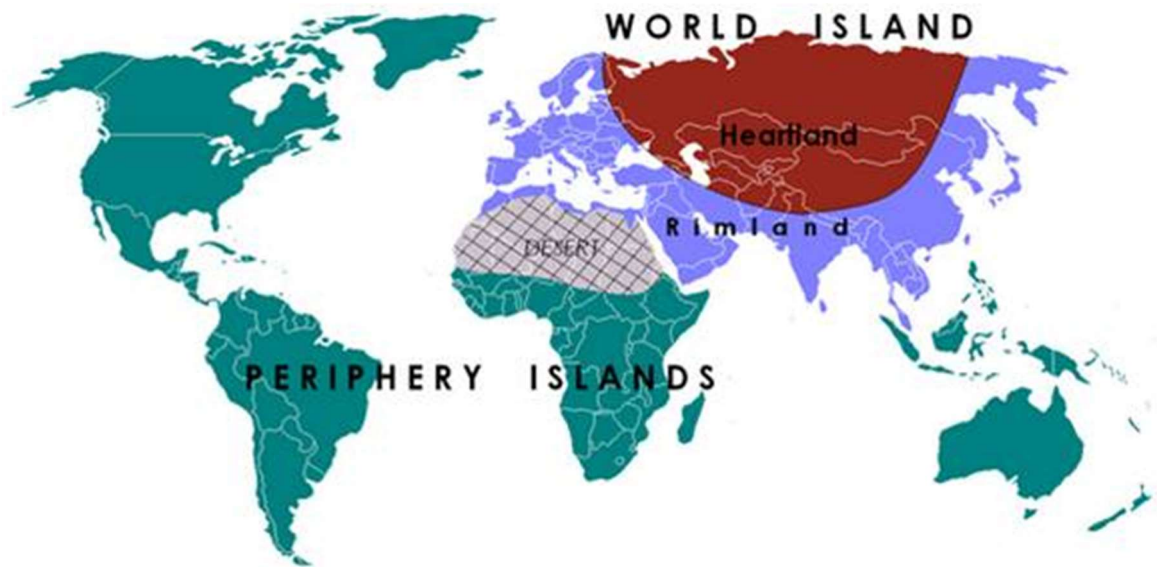 WORLD ISLAND
Heartland
Rimland
DESERT
PERIPHERY ISLANDS